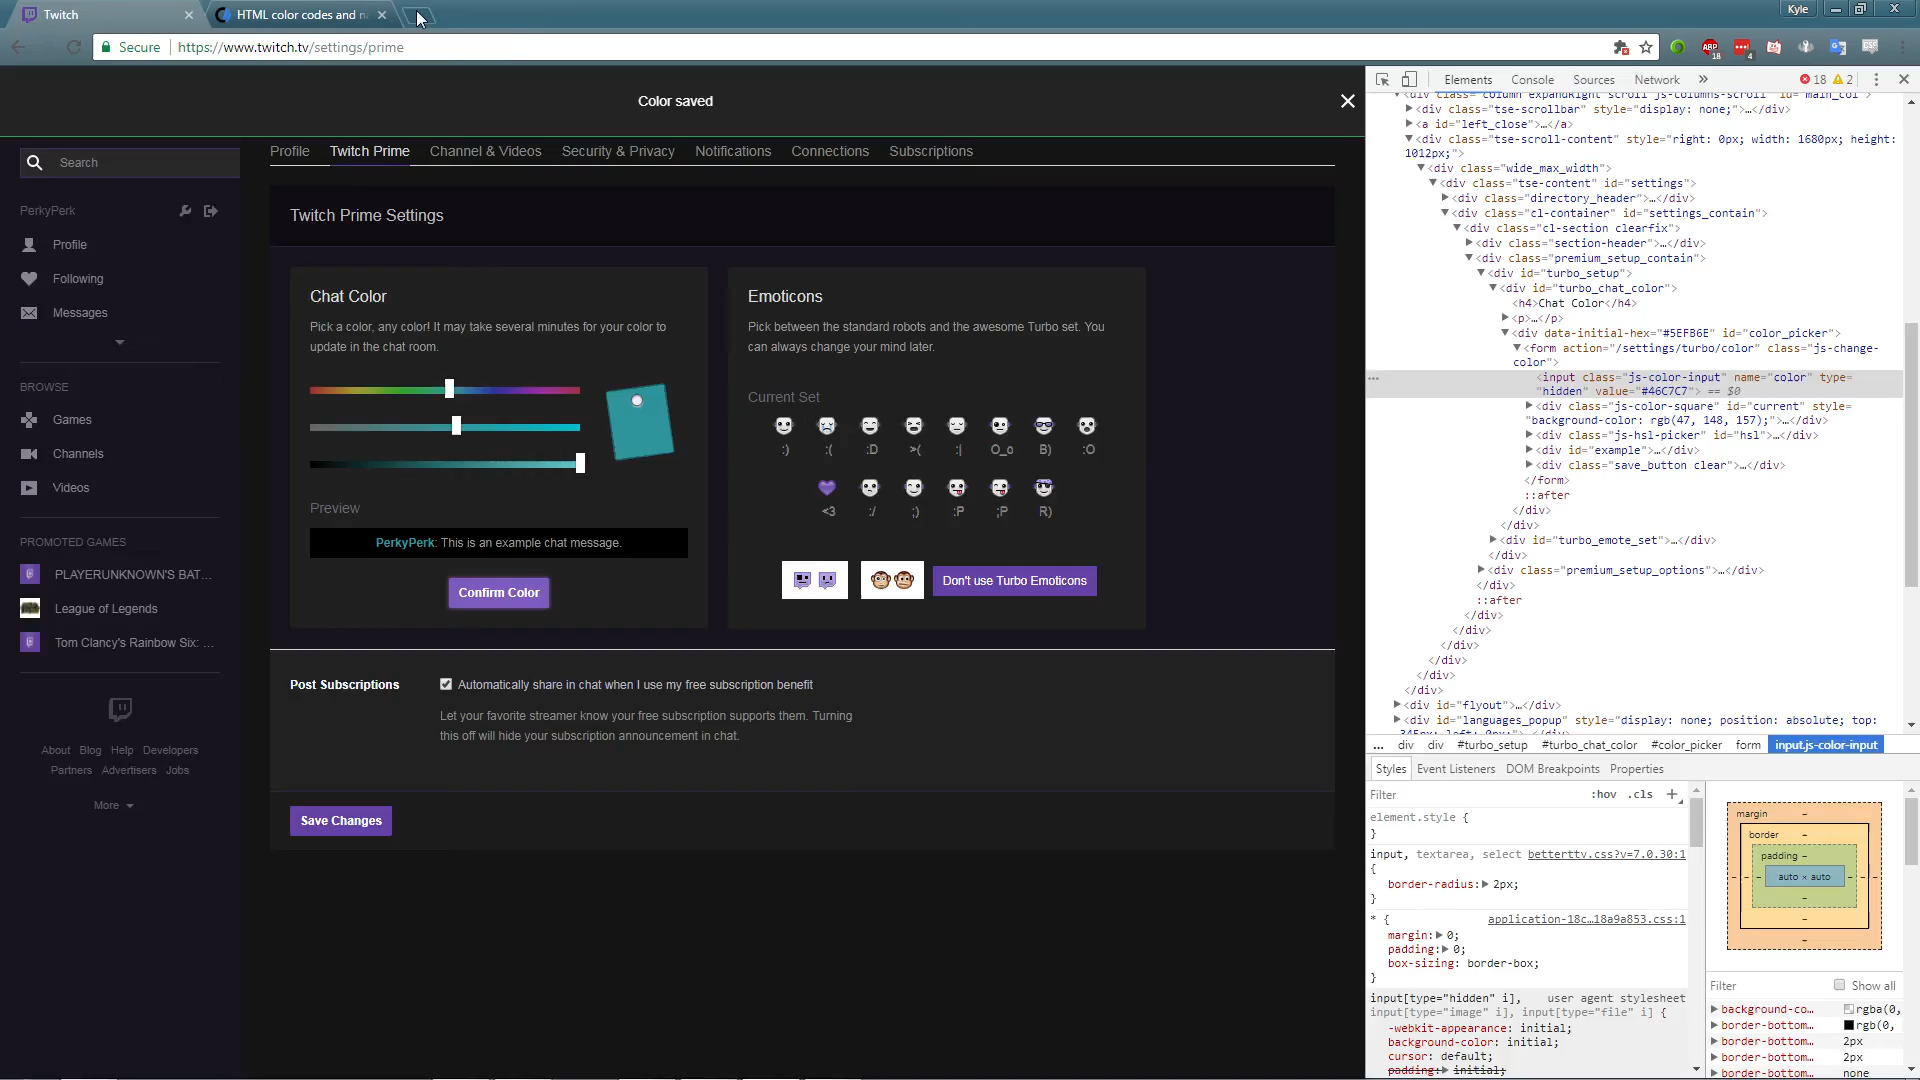 Twitch
HTML color codes and n
Kyle
Secure
https://www.twitch.tv/settings/prime
ABP
18
4
Color saved
Search
PerkyPerk
Profile
Following
Messages
BROWSE
Games
Channels
Videos
PROMOTED GAMES
PLAYERUNKNOWN'S BAT...
League of Legends
Tom Clancy's Rainbow Six: ...
About Blog Help Developers
Partners Advertisers Jobs
More
Profile Twitch Prime Channel & Videos Security & Privacy Notifications Connections Subscriptions
Twitch Prime Settings
Chat Color
Pick a color, any color! It may take several minutes for your color to
update in the chat room.
Preview
PerkyPerk: This is an example chat message.
Confirm Color
Emoticons
Pick between the standard robots and the awesome Turbo set. You
can always change your mind later.
Current Set
:) :( :D >( :| O_o B) :O
<3 :/ ;) :P ;P R)
Don't use Turbo Emoticons
Post Subscriptions
Automatically share in chat when I use my free subscription benefit
Let your favorite streamer know your free subscription supports them. Turning
this off will hide your subscription announcement in chat.
Save Changes
Elements Console Sources Network » 18 2
<div class="column expandRight scroll js-columns-scroll" id="main_col">
<div class="tse-scrollbar" style="display: none;">…</div>
<a id="left_close">…</a>
<div class="tse-scroll-content" style="right: 0px; width: 1680px; height:
1012px;">
<div class="wide_max_width">
<div class="tse-content" id="settings">
<div class="directory_header">…</div>
<div class="cl-container" id="settings_contain">
<div class="cl-section clearfix">
<div class="section-header">…</div>
<div class="premium_setup_contain">
<div id="turbo_setup">
<div id="turbo_chat_color">
<h4>Chat Color</h4>
<p>…</p>
<div data-initial-hex="#5EFB6E" id="color_picker">
<form action="/settings/turbo/color" class="js-change-
color">
<input class="js-color-input" name="color" type=
"hidden" value="#46C7C7"> == $0
<div class="js-color-square" id="current" style=
"background-color: rgb(47, 148, 157);">…</div>
<div class="js-hsl-picker" id="hsl">…</div>
<div id="example">…</div>
<div class="save_button clear">…</div>
</form>
::after
</div>
</div>
<div id="turbo_emote_set">…</div>
</div>
<div class="premium_setup_options">…</div>
</div>
::after
</div>
</div>
</div>
</div>
</div>
</div>
<div id="flyout">…</div>
<div id="languages_popup" style="display: none; position: absolute; top:
345px; left: 0px;">…</div>
... div div #turbo_setup #turbo_chat_color #color_picker form input.js-color-input
Styles Event Listeners DOM Breakpoints Properties
Filter :hov .cls +
element.style {
}
input, textarea, select betterttv.css?v=7.0.30:1
{
border-radius: 2px;
}
* { application-18c…18a9a853.css:1
margin: 0;
padding: 0;
box-sizing: border-box;
}
input[type="hidden" i], user agent stylesheet
input[type="image" i], input[type="file" i] {
-webkit-appearance: initial;
background-color: initial;
cursor: default;
padding: initial;
margin –
border –
padding –
auto × auto
–
–
–
Filter Show all
background-co… rgba(0,
border-bottom… rgb(0,
border-bottom… 2px
border-bottom… 2px
border-bottom… none